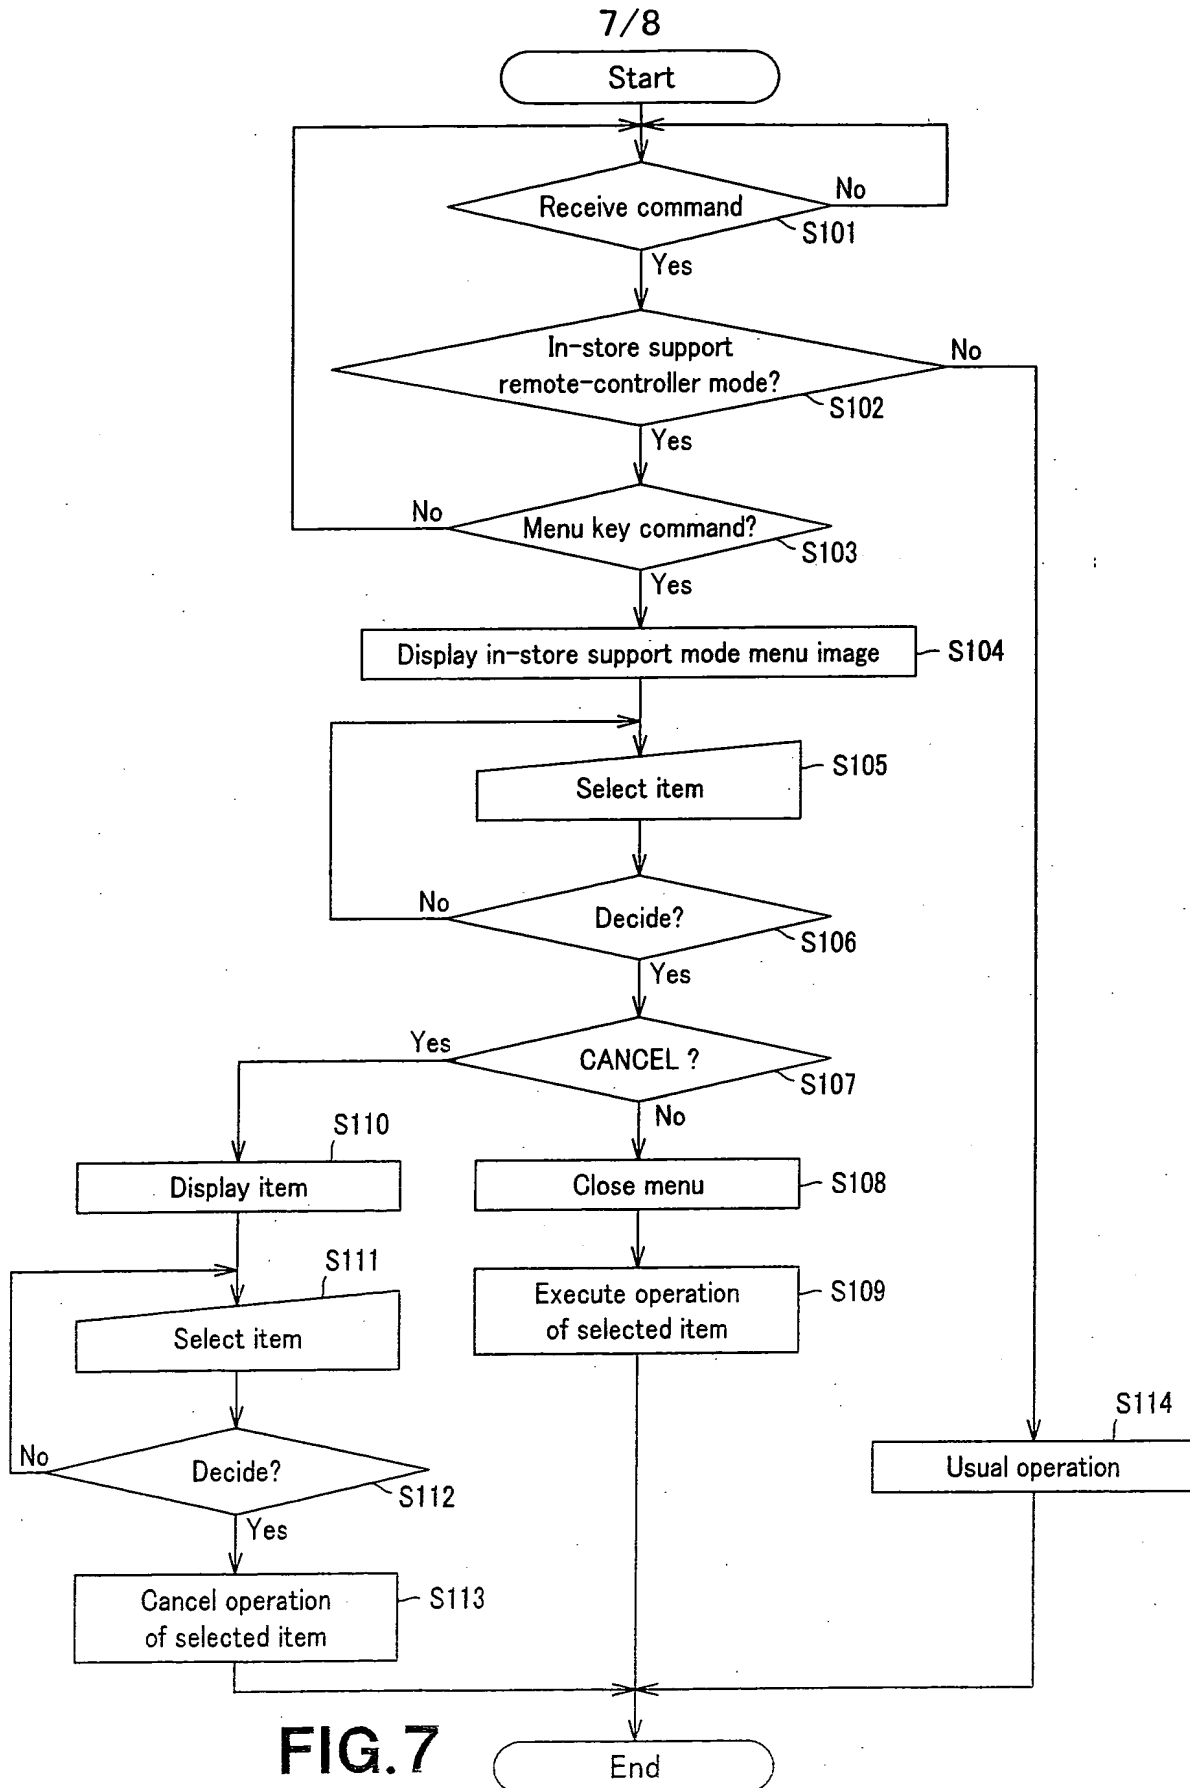 7/8
Start
Receive command
No
S101
Yes
In-store support
remote-controller mode?
No
S102
Yes
Menu key command?
No
S103
Yes
Display in-store support mode menu image
S104
Select item
S105
Decide?
No
S106
Yes
CANCEL ?
Yes
S107
No
S110
Display item
Close menu
S108
S111
Select item
Execute operation
of selected item
S109
Decide?
No
S112
Yes
S114
Usual operation
Cancel operation
of selected item
S113
FIG.7
End